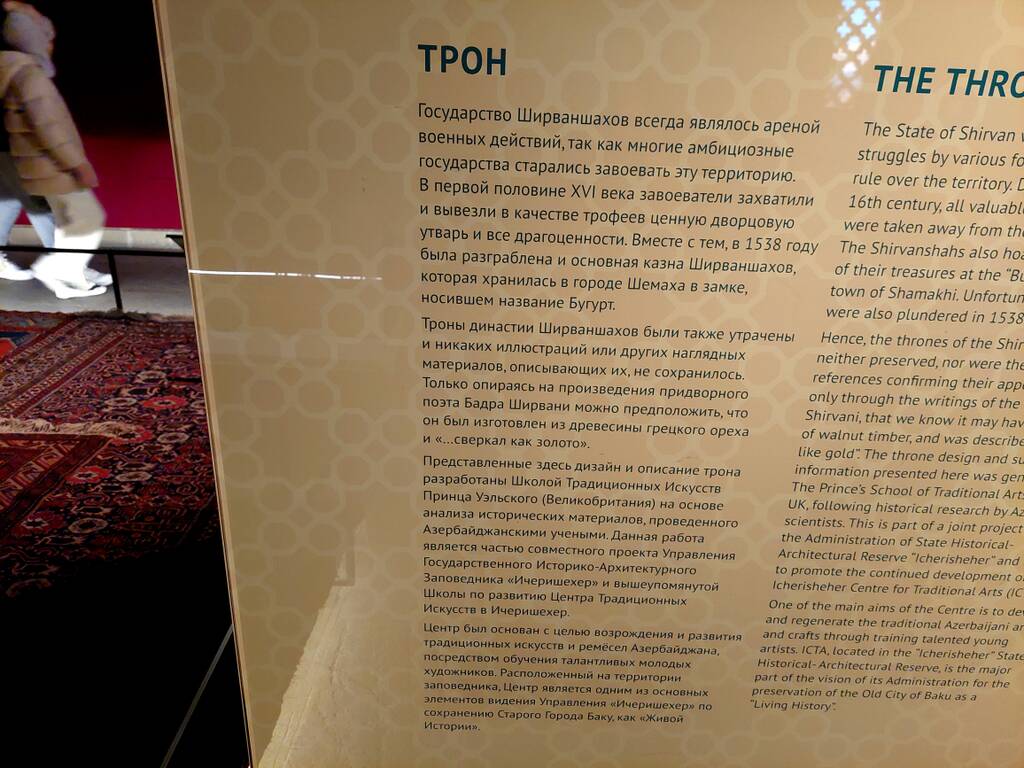 ТРОН
Государство Ширваншахов всегда являлось ареной
военных действий, так как многие амбициозные
государства старались завоевать эту территорию.
В первой половине XVI века завоеватели захватили
и вывезли в качестве трофеев ценную дворцовую
утварь и все драгоценности. Вместе с тем, в 1538 году
была разграблена и основная казна Ширваншахов,
которая хранилась в городе Шемаха в замке,
носившем название Бугурт.
Троны династии Ширваншахов были также утрачены
и никаких иллюстраций или других наглядных
материалов, описывающих их, не сохранилось.
Только опираясь на произведения придворного
поэта Бадра Ширвани можно предположить, что
он был изготовлен из древесины грецкого ореха
и «...сверкал как золото».
Представленные здесь дизайн и описание трона
разработаны Школой Традиционных Искусств
Принца Уэльского (Великобритания) на основе
анализа исторических материалов, проведенного
Азербайджанскими учеными. Данная работа
является частью совместного проекта Управления
Государственного Историко-Архитектурного
Заповедника «Ичеришехер» и вышеупомянутой
Школы по развитию Центра Традиционных
Искусств в Ичеришехер.
Центр был основан с целью возрождения и развития
традиционных искусств и ремёсел Азербайджана,
посредством обучения талантливых молодых
художников. Расположенный на территории
заповедника, Центр является одним из основных
элементов видения Управления «Ичеришехер» по
сохранению Старого Города Баку, как «Живой
Истории».
THE THRO
The State of Shirvan
struggles by various fo
rule over the territory. D
16th century, all valuabl
were taken away from the
The Shirvanshahs also hoa
of their treasures at the "Bu
town of Shamakhi. Unfortun
were also plundered in 1538
Hence, the thrones of the Shir
neither preserved, nor were the
references confirming their appe
only through the writings of the
Shirvani, that we know it may hav
of walnut timber, and was describe
like gold". The throne design and su
information presented here was gen
The Prince's School of Traditional Arts
UK, following historical research by Az
scientists. This is part of a joint project
the Administration of State Historical-
Architectural Reserve "Icherisheher" and
to promote the continued development o
Icherisheher Centre for Traditional Arts (IC
One of the main aims of the Centre is to de
and regenerate the traditional Azerbaijani ar
and crafts through training talented young
artists. ICTA, located in the "Icherisheher" State
Historical-Architectural Reserve, is the major
part of the vision of its Administration for the
preservation of the Old City of Baku as a
"Living History".